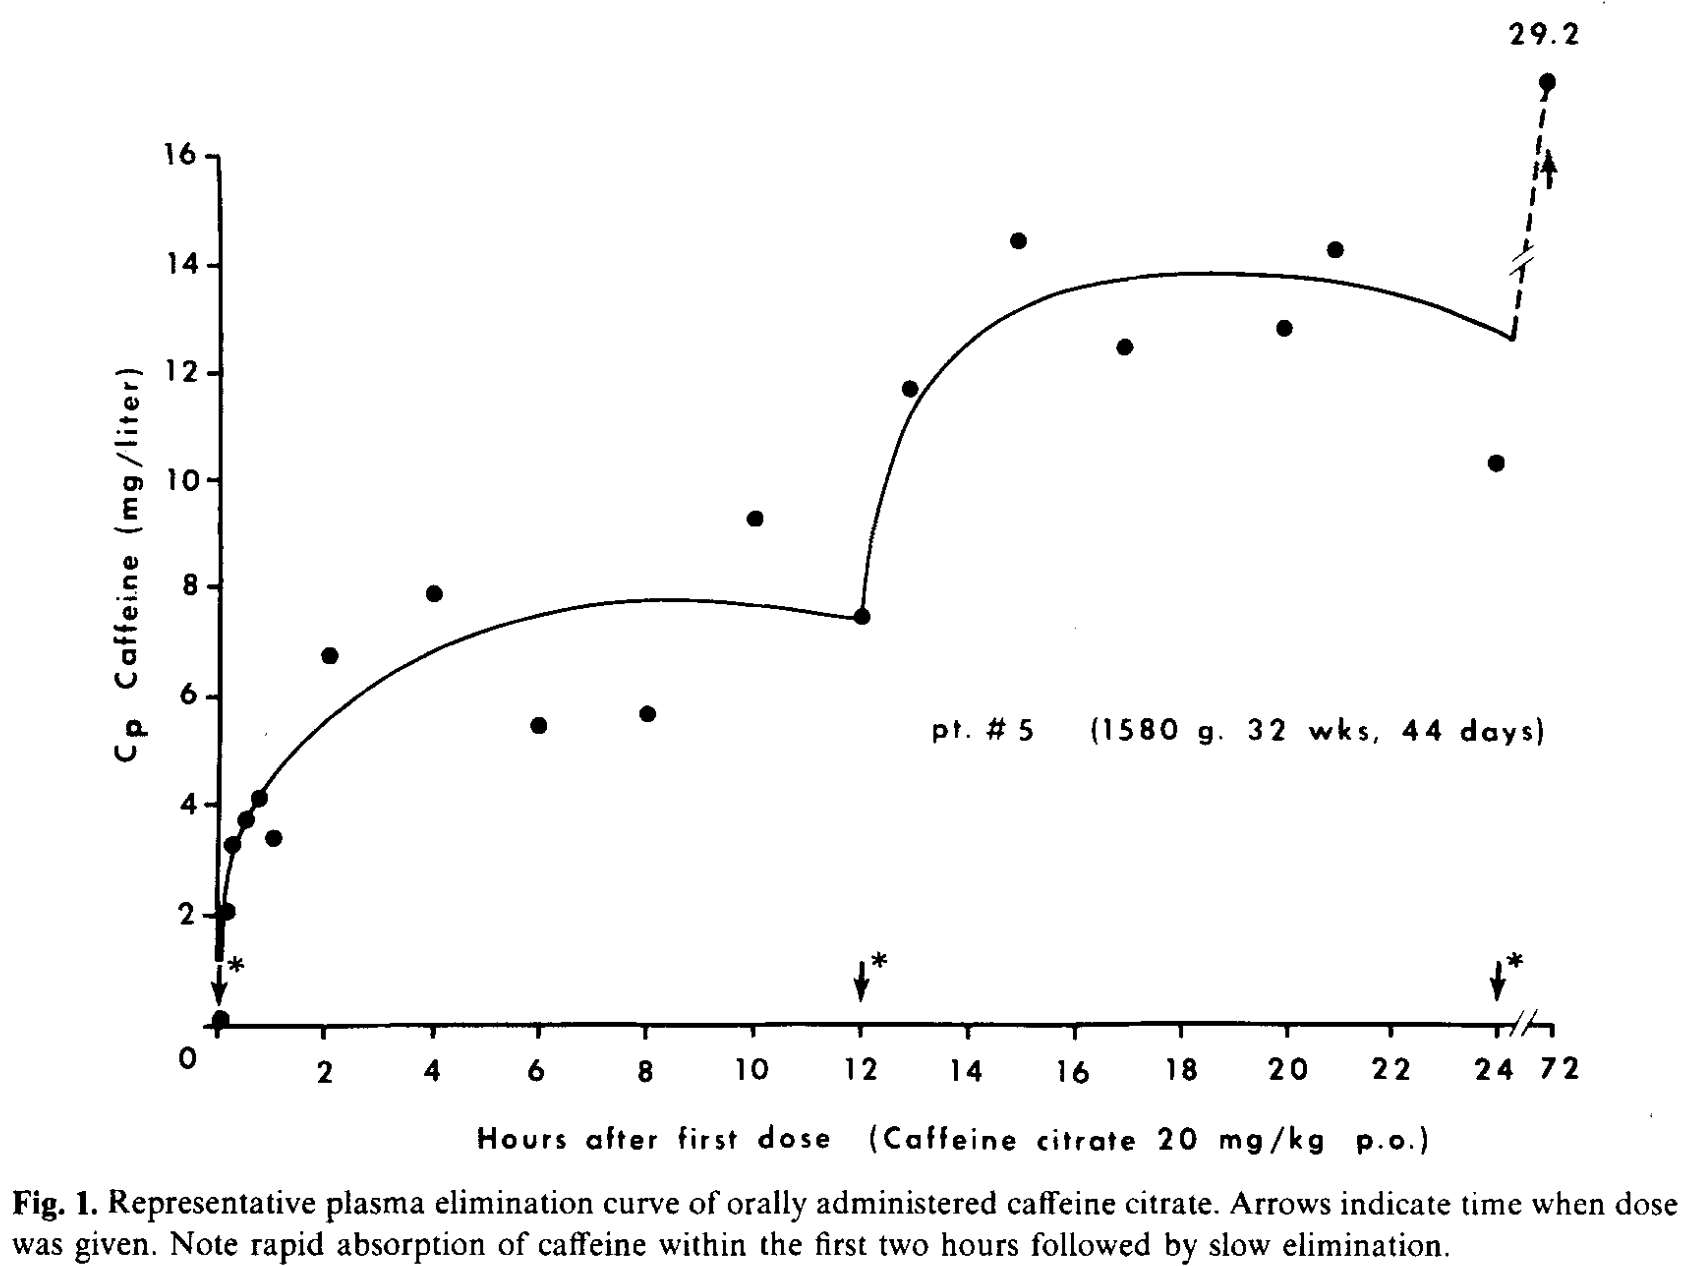 29.2
16
14
12
10
8
6
4
2
0
Cp Caffeine (mg/liter)
pt. #5 (1580 g. 32 wks, 44 days)
* * *
2 4 6 8 10 12 14 16 18 20 22 24 72
Hours after first dose (Caffeine citrate 20 mg/kg p.o.)
Fig. 1. Representative plasma elimination curve of orally administered caffeine citrate. Arrows indicate time when dose
was given. Note rapid absorption of caffeine within the first two hours followed by slow elimination.